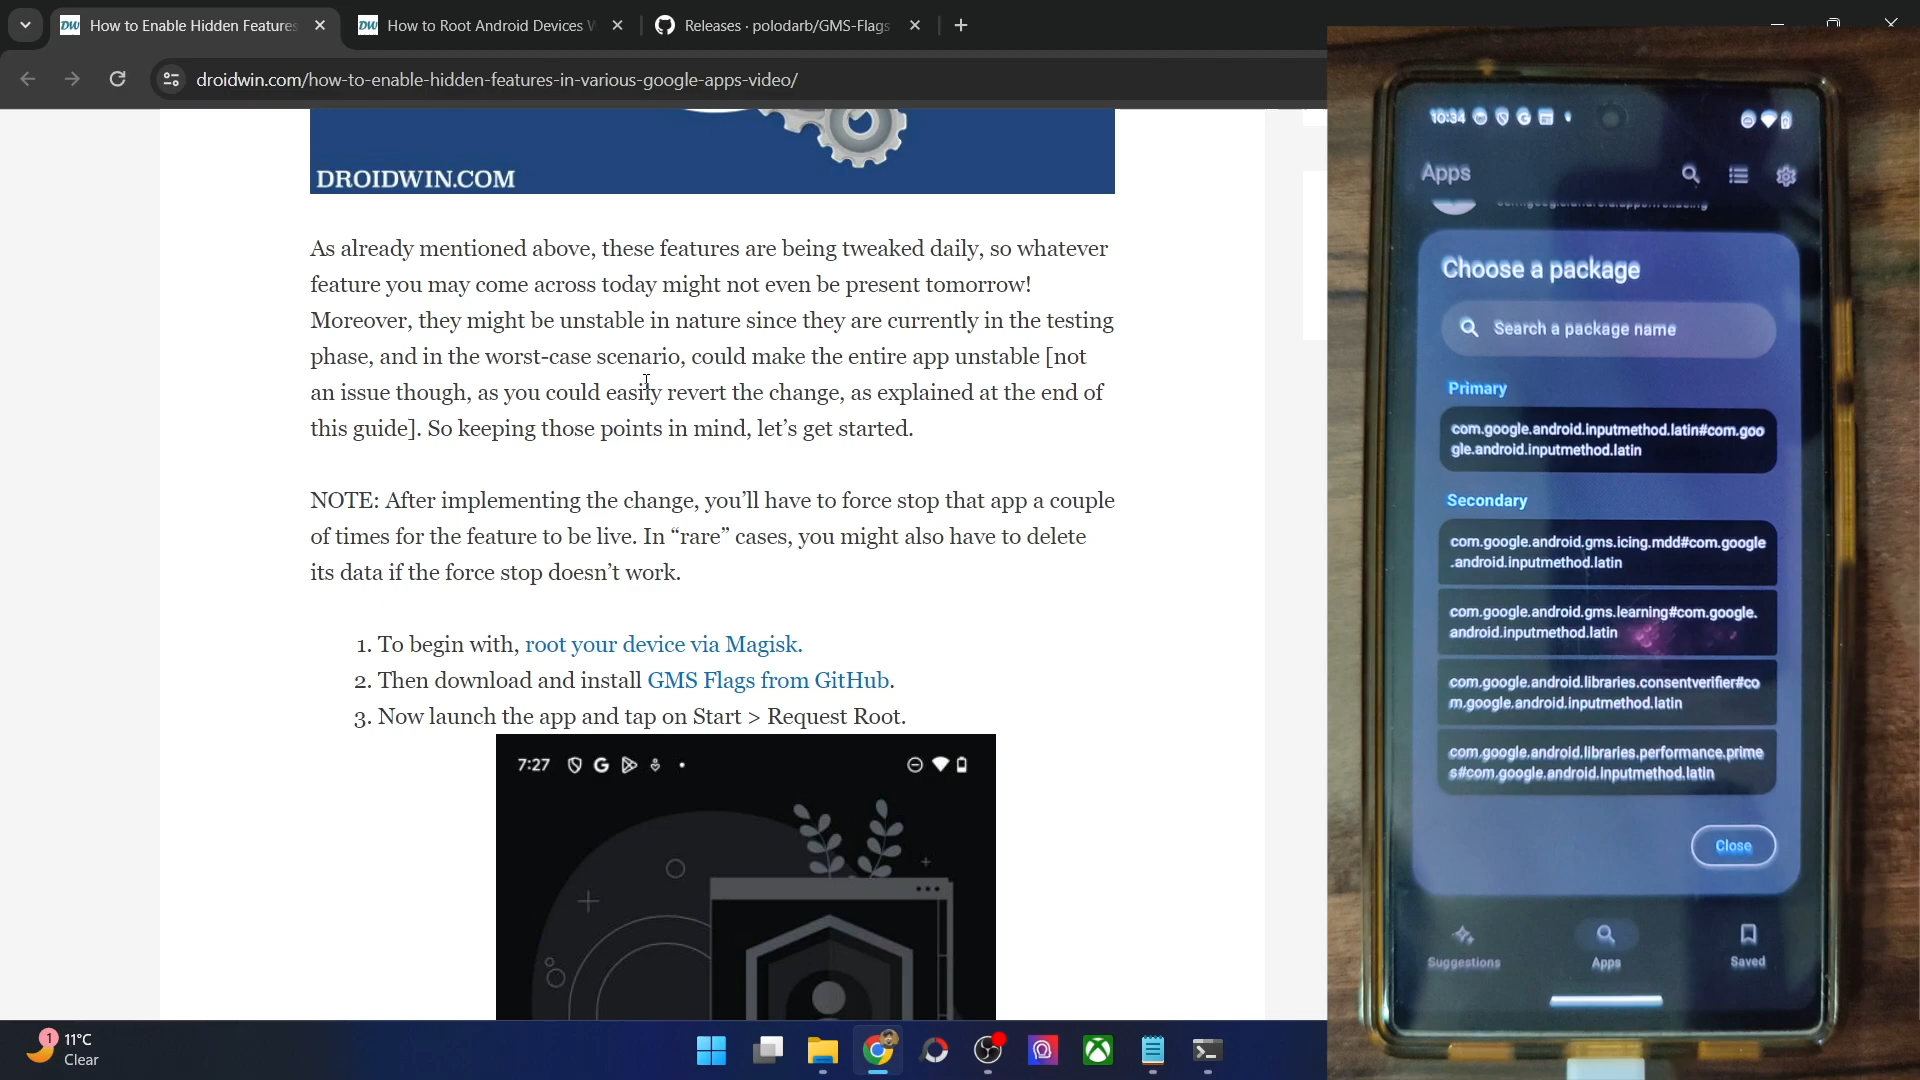 How to Enable Hidden Features
How to Root Android Devices
Releases · polodarb/GMS-Flags
droidwin.com/how-to-enable-hidden-features-in-various-google-apps-video/
DROIDWIN.COM
As already mentioned above, these features are being tweaked daily, so whatever
feature you may come across today might not even be present tomorrow!
Moreover, they might be unstable in nature since they are currently in the testing
phase, and in the worst-case scenario, could make the entire app unstable [not
an issue though, as you could easily revert the change, as explained at the end of
this guide]. So keeping those points in mind, let’s get started.
NOTE: After implementing the change, you’ll have to force stop that app a couple
of times for the feature to be live. In “rare” cases, you might also have to delete
its data if the force stop doesn’t work.
1. To begin with, root your device via Magisk.
2. Then download and install GMS Flags from GitHub.
3. Now launch the app and tap on Start > Request Root.
7:27
1
11°C
Clear
10:34
Apps
Choose a package
Search a package name
Primary
com.google.android.inputmethod.latin#com.goo
gle.android.inputmethod.latin
Secondary
com.google.android.gms.icing.mdd#com.google
.android.inputmethod.latin
com.google.android.gms.learning#com.google.
android.inputmethod.latin
com.google.android.libraries.consentverifier#co
m.google.android.inputmethod.latin
com.google.android.libraries.performance.prime
s#com.google.android.inputmethod.latin
Close
Suggestions
Apps
Saved